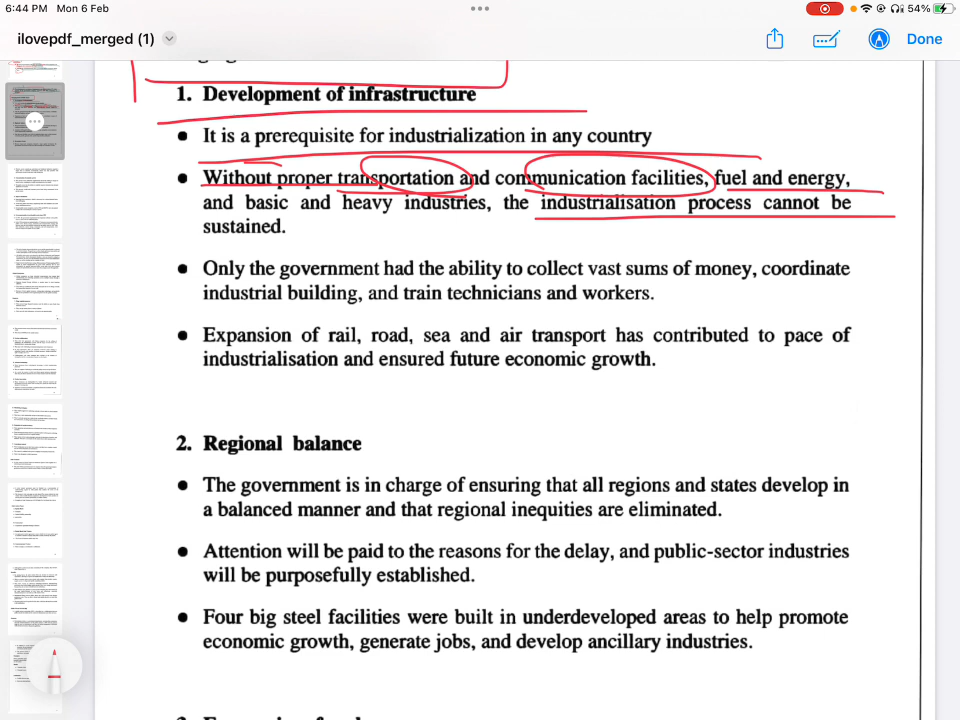 6:44 PM Mon 6 Feb
54%
ilovepdf_merged (1)
Done
1. Development of infrastructure
● It is a prerequisite for industrialization in any country
● Without proper transportation and communication facilities, fuel and energy,
and basic and heavy industries, the industrialisation process cannot be
sustained.
● Only the government had the ability to collect vast sums of money, coordinate
industrial building, and train technicians and workers.
● Expansion of rail, road, sea and air transport has contributed to pace of
industrialisation and ensured future economic growth.
2. Regional balance
● The government is in charge of ensuring that all regions and states develop in
a balanced manner and that regional inequities are eliminated.
● Attention will be paid to the reasons for the delay, and public-sector industries
will be purposefully established.
● Four big steel facilities were built in underdeveloped areas to help promote
economic growth, generate jobs, and develop ancillary industries.